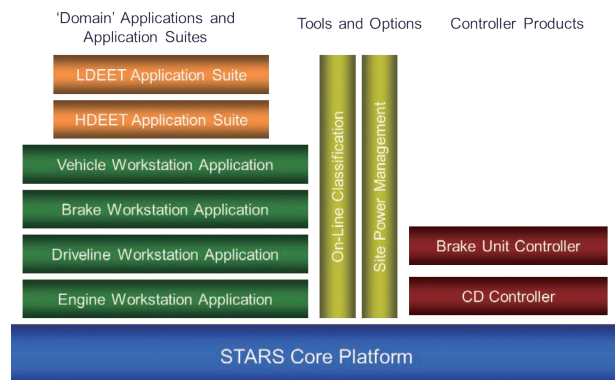 ‘Domain’ Applications and
Application Suites
Tools and Options
Controller Products
LDEET Application Suite
HDEET Application Suite
Vehicle Workstation Application
Brake Workstation Application
Driveline Workstation Application
Engine Workstation Application
On-Line Classification
Site Power Management
Brake Unit Controller
CD Controller
STARS Core Platform